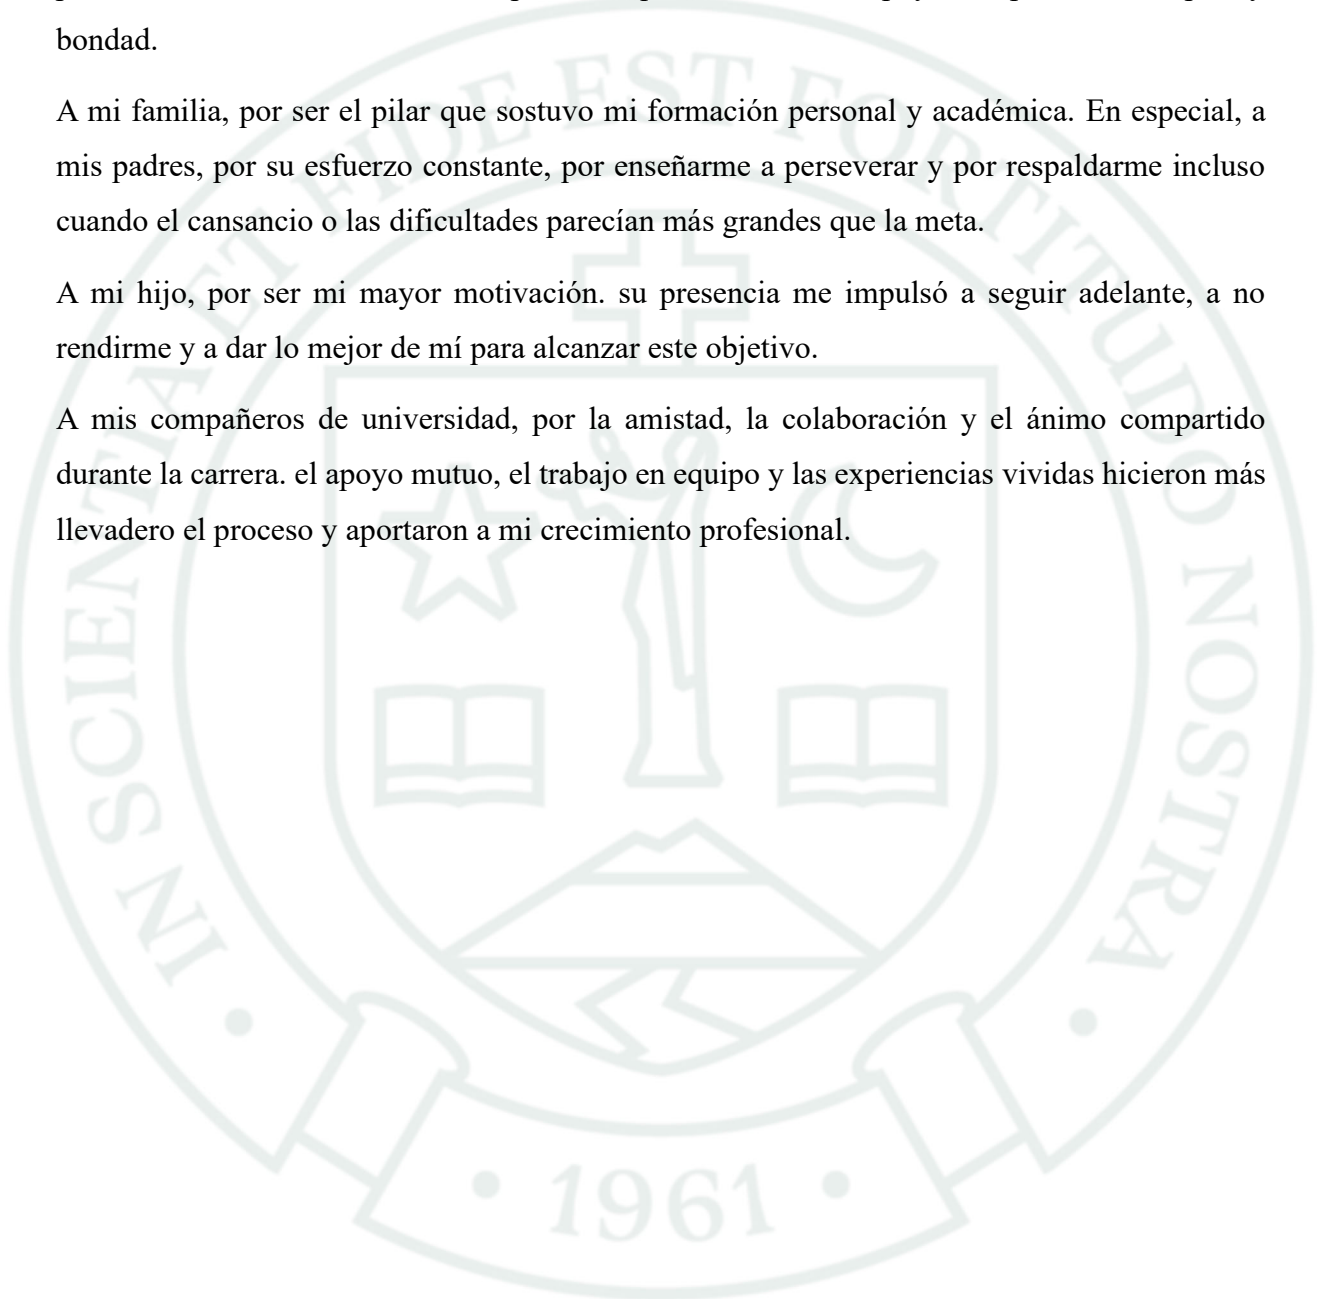 bondad.
A mi familia, por ser el pilar que sostuvo mi formación personal y académica. En especial, a
mis padres, por su esfuerzo constante, por enseñarme a perseverar y por respaldarme incluso
cuando el cansancio o las dificultades parecían más grandes que la meta.
A mi hijo, por ser mi mayor motivación. su presencia me impulsó a seguir adelante, a no
rendirme y a dar lo mejor de mí para alcanzar este objetivo.
A mis compañeros de universidad, por la amistad, la colaboración y el ánimo compartido
durante la carrera. el apoyo mutuo, el trabajo en equipo y las experiencias vividas hicieron más
llevadero el proceso y aportaron a mi crecimiento profesional.
IN SCIENTIA ET FIDE EST FORTITUDO NOSTRA
• 1961 •